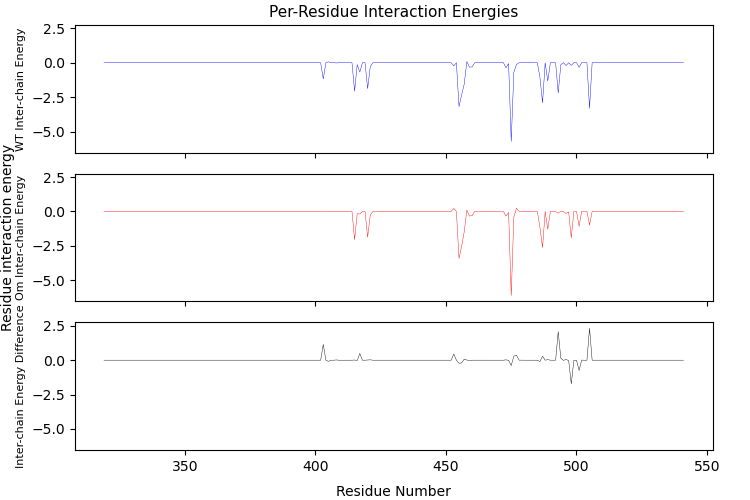 Per-Residue Interaction Energies
Residue interaction energy
WT Inter-chain Energy
2.5
0.0
−2.5
−5.0
Om Inter-chain Energy
2.5
0.0
−2.5
−5.0
Inter-chain Energy Difference
2.5
0.0
−2.5
−5.0
350 400 450 500 550
Residue Number